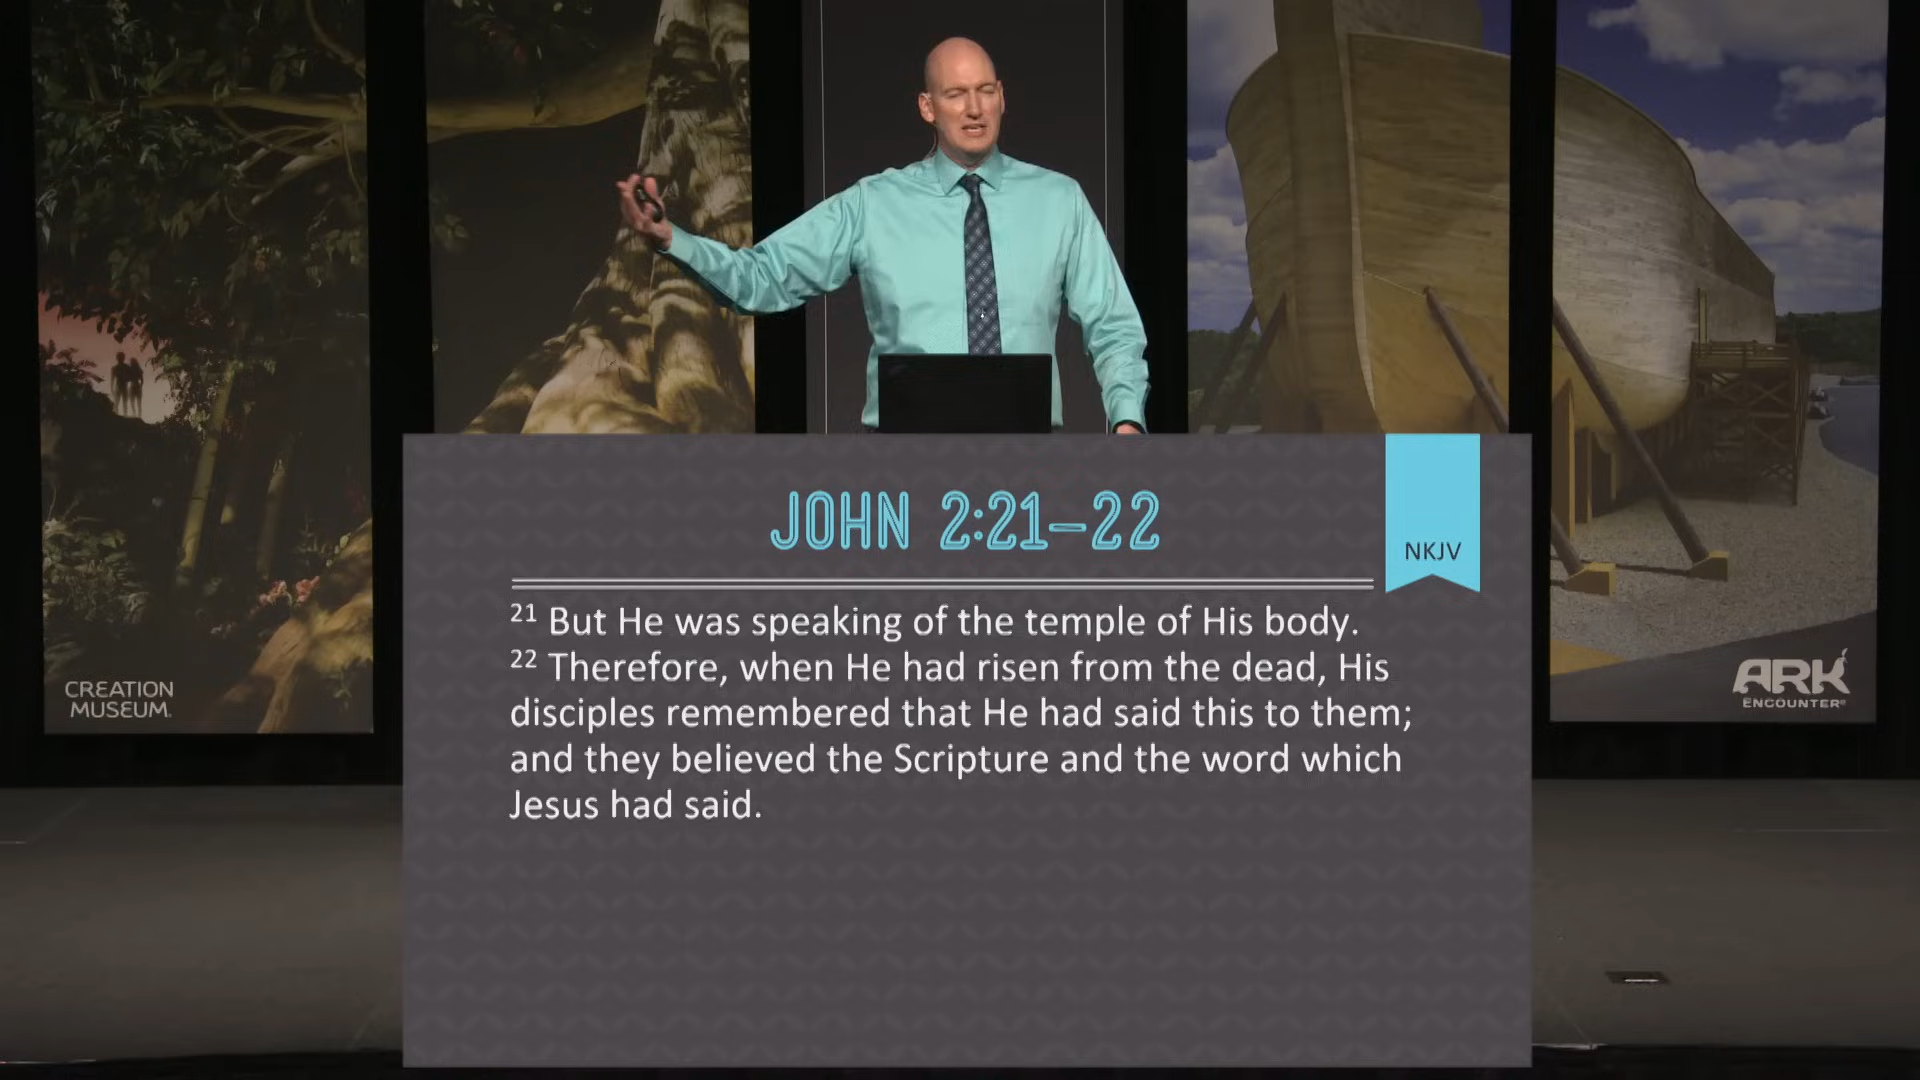 JOHN 2:21–22
NKJV
21 But He was speaking of the temple of His body.
22 Therefore, when He had risen from the dead, His
disciples remembered that He had said this to them;
and they believed the Scripture and the word which
Jesus had said.
CREATION
MUSEUM.
ARK
ENCOUNTER®